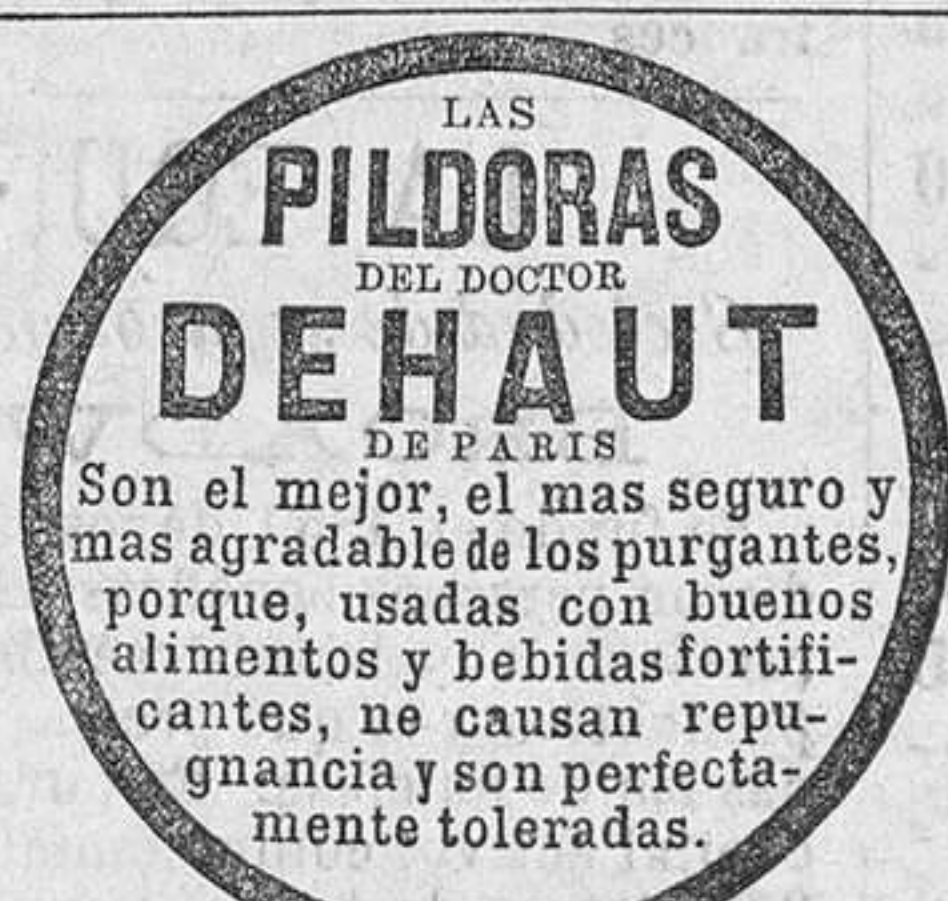 LAS
PILDORAS
DEL DOCTOR
DEHAUT
DE PARIS
Son el mejor, el mas seguro y
mas agradable de los purgantes,
porque, usadas con buenos
alimentos y bebidas fortifi-
cantes, ne causan repu-
gnancia y son perfecta-
mente toleradas.